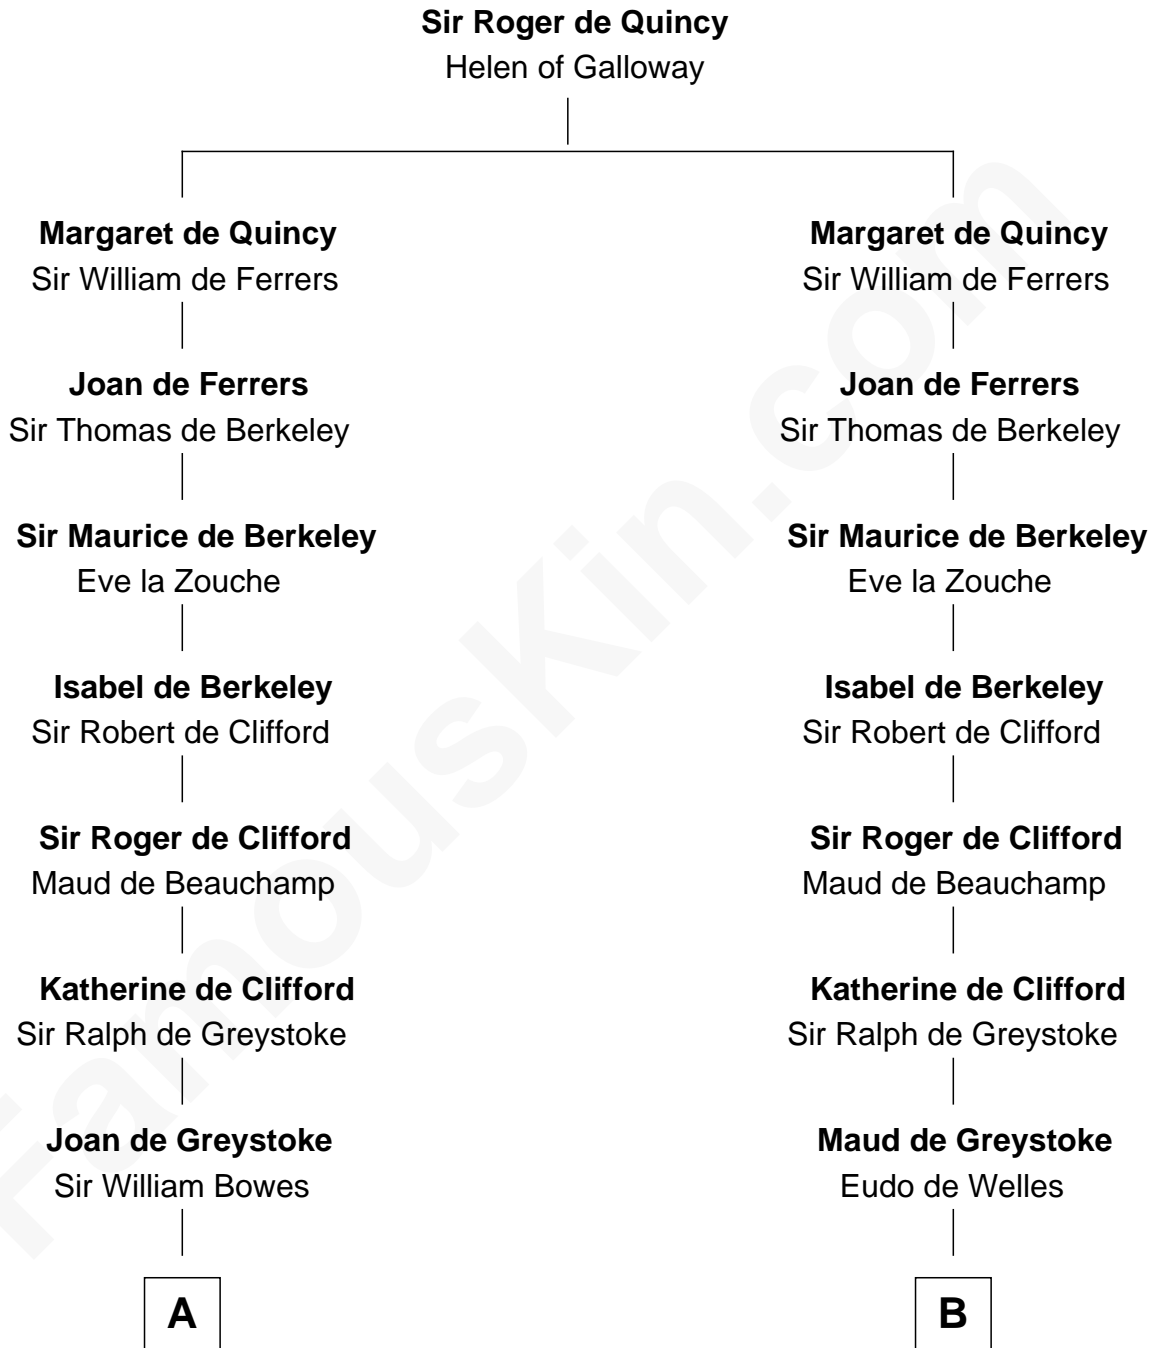 Sir Roger de Quincy
Helen of Galloway
Margaret de Quincy
Sir William de Ferrers
Margaret de Quincy
Sir William de Ferrers
Joan de Ferrers
Sir Thomas de Berkeley
Joan de Ferrers
Sir Thomas de Berkeley
Sir Maurice de Berkeley
Eve la Zouche
Sir Maurice de Berkeley
Eve la Zouche
Isabel de Berkeley
Sir Robert de Clifford
Isabel de Berkeley
Sir Robert de Clifford
Sir Roger de Clifford
Maud de Beauchamp
Sir Roger de Clifford
Maud de Beauchamp
Katherine de Clifford
Sir Ralph de Greystoke
Katherine de Clifford
Sir Ralph de Greystoke
Joan de Greystoke
Sir William Bowes
Maud de Greystoke
Eudo de Welles
A
B
FamousKin.com